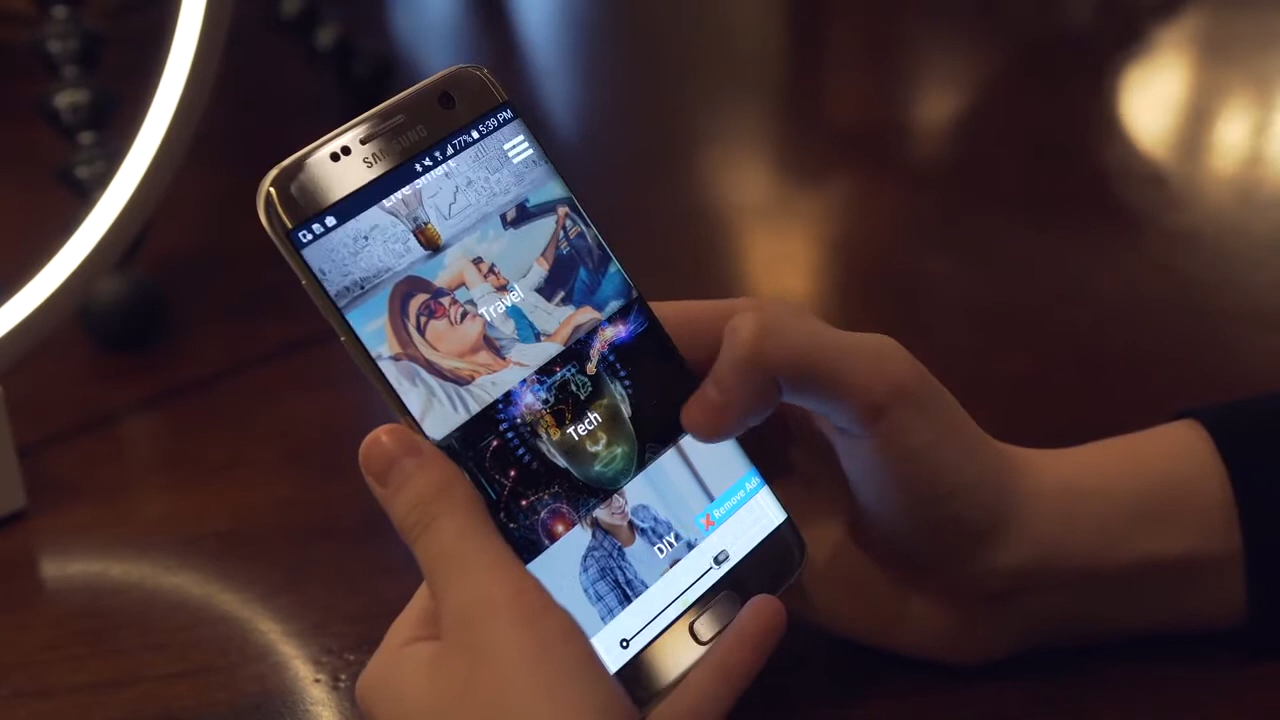 SAMSUNG
77% 5:39 PM
Live Smart
Travel
Tech
Remove Ads
DIY